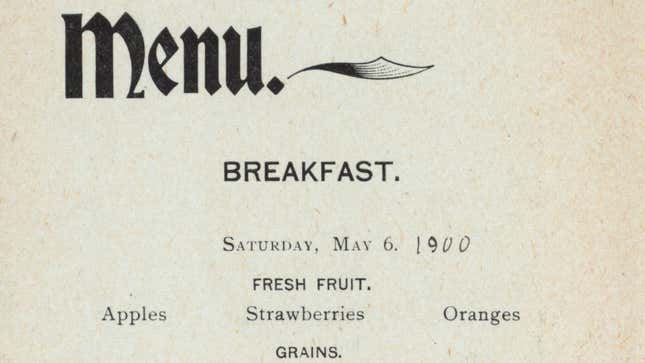 Menu.
BREAKFAST.
SATURDAY, MAY 6. 1900
FRESH FRUIT.
Apples Strawberries Oranges
GRAINS.